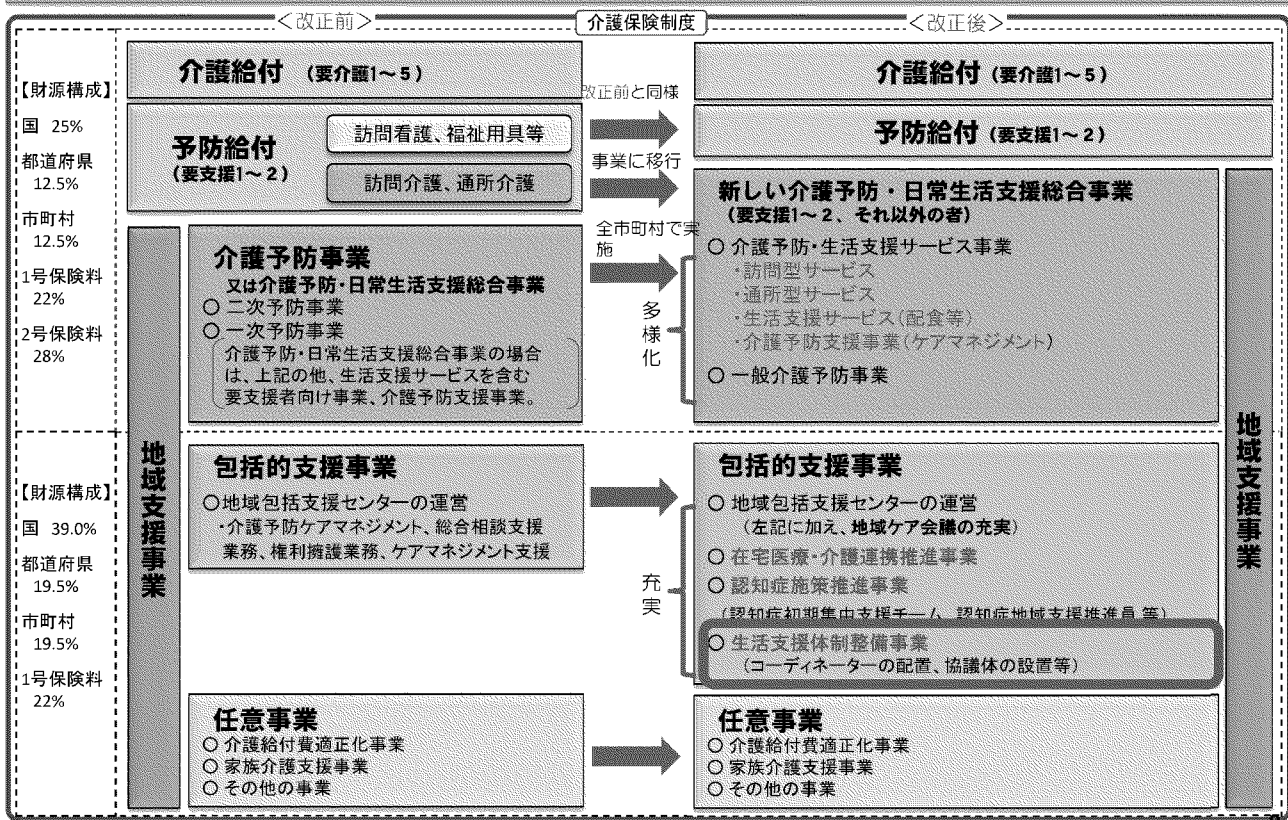 介護保険制度
<改正前>
<改正後>
【財源構成】
国 25%
都道府県
12.5%
市町村
12.5%
1号保険料
22%
2号保険料
28%
介護給付 (要介護1~5)
予防給付
(要支援1~2)
訪問看護、福祉用具等
訪問介護、通所介護
改正前と同様
事業に移行
全市町村で実
施
多様化
介護給付 (要介護1~5)
予防給付 (要支援1~2)
介護予防事業
又は介護予防・日常生活支援総合事業
○ 二次予防事業
○ 一次予防事業
介護予防・日常生活支援総合事業の場合
は、上記の他、生活支援サービスを含む
要支援者向け事業、介護予防支援事業。
新しい介護予防・日常生活支援総合事業
(要支援1~2、それ以外の者)
○ 介護予防・生活支援サービス事業
・訪問型サービス
・通所型サービス
・生活支援サービス(配食等)
・介護予防支援事業(ケアマネジメント)
○ 一般介護予防事業
【財源構成】
国 39.0%
都道府県
19.5%
市町村
19.5%
1号保険料
22%
地域支援事業
包括的支援事業
○地域包括支援センターの運営
・介護予防ケアマネジメント、総合相談支援
業務、権利擁護業務、ケアマネジメント支援
充実
包括的支援事業
○ 地域包括支援センターの運営
(左記に加え、地域ケア会議の充実)
○ 在宅医療・介護連携推進事業
○ 認知症施策推進事業
(認知症初期集中支援チーム、認知症地域支援推進員 等)
○ 生活支援体制整備事業
(コーディネーターの配置、協議体の設置等)
地域支援事業
任意事業
○ 介護給付費適正化事業
○ 家族介護支援事業
○ その他の事業
任意事業
○ 介護給付費適正化事業
○ 家族介護支援事業
○ その他の事業